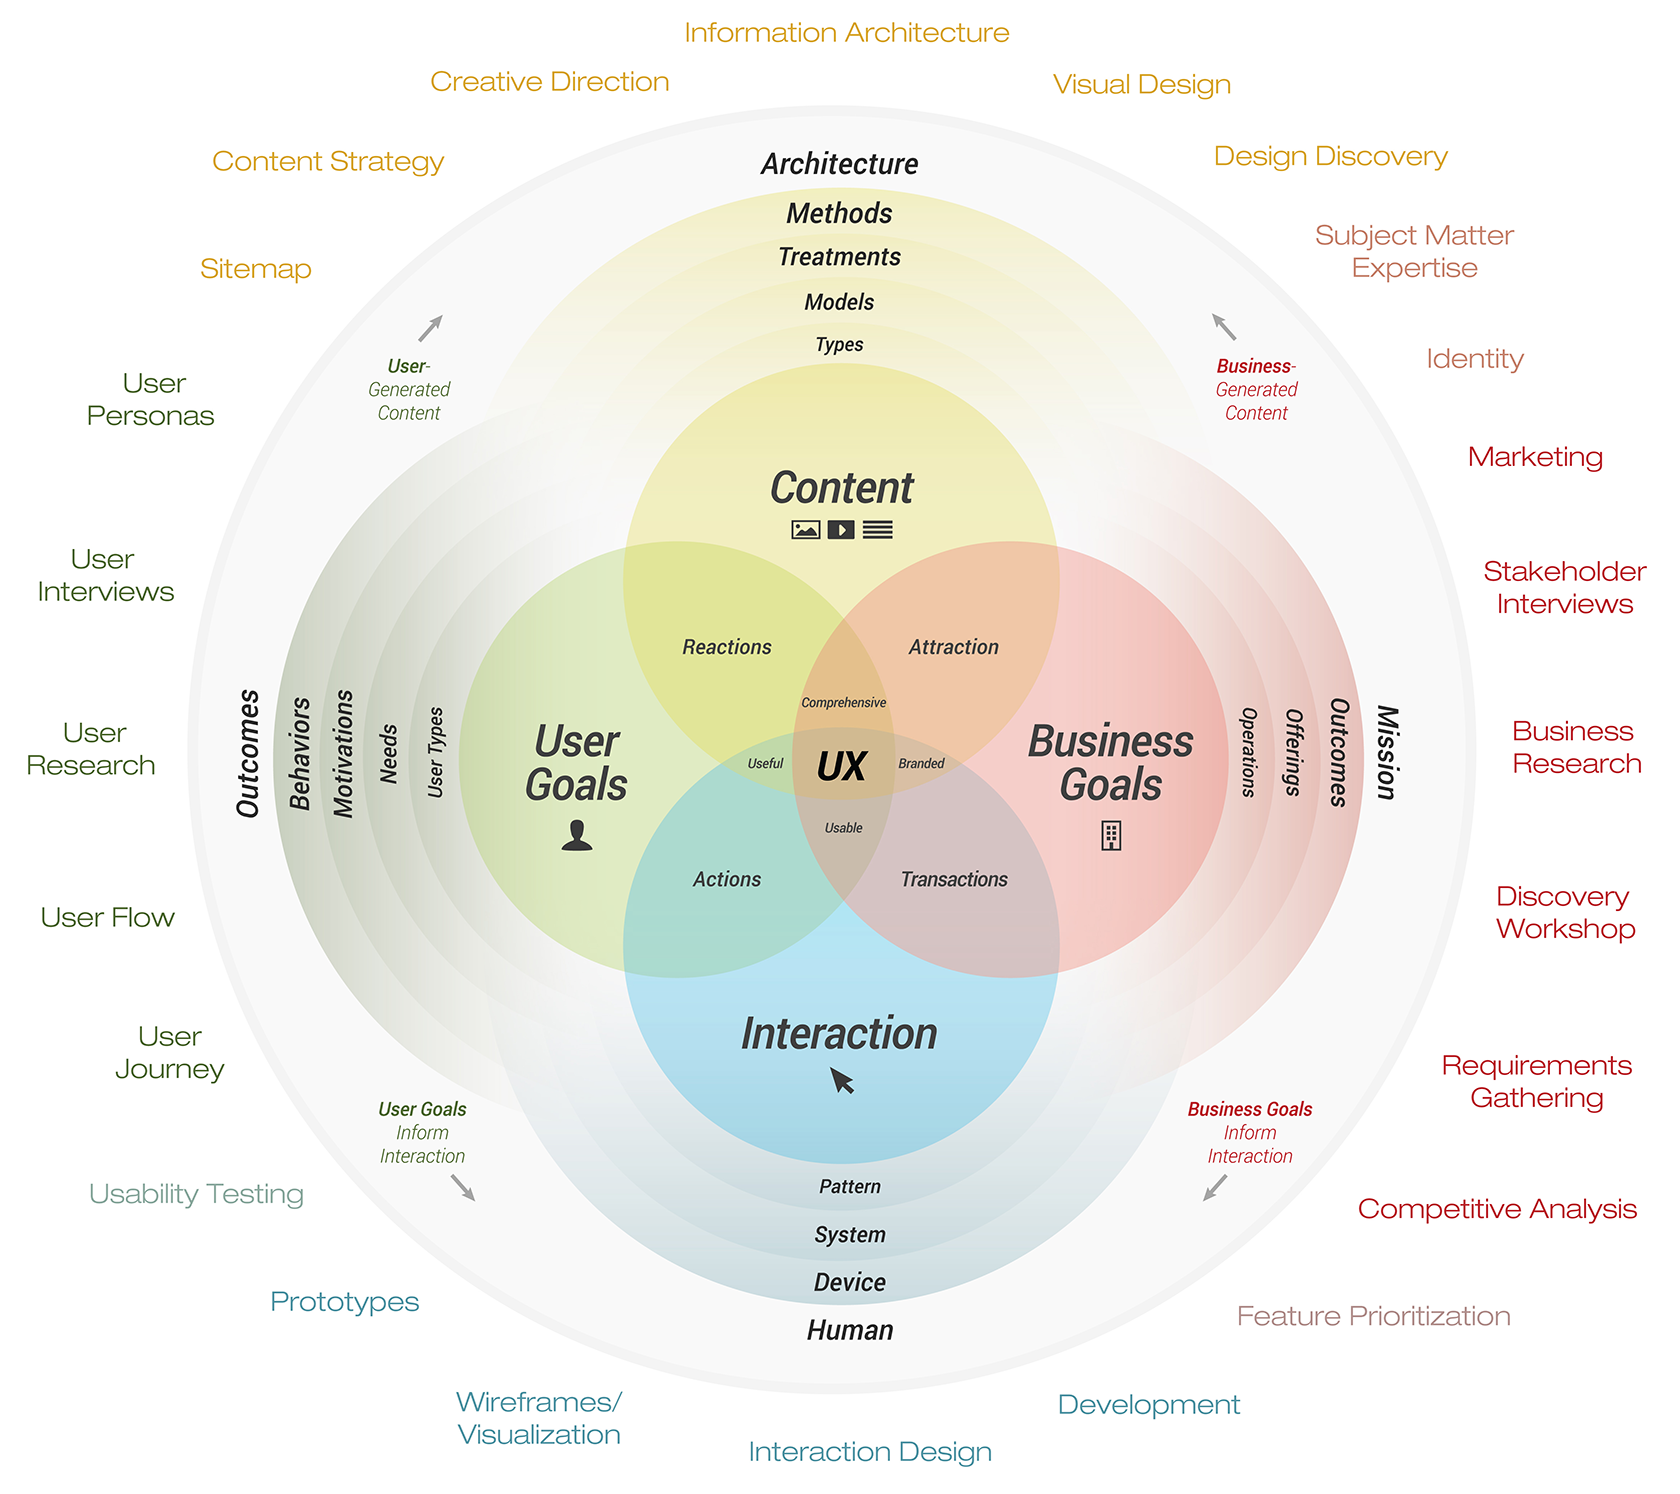 Information Architecture
Creative Direction
Visual Design
Content Strategy
Design Discovery
Sitemap
Subject Matter
Expertise
Identity
User
Personas
Marketing
User
Interviews
Stakeholder
Interviews
User
Research
Business
Research
User Flow
Discovery
Workshop
User
Journey
Requirements
Gathering
Usability Testing
Competitive Analysis
Prototypes
Feature Prioritization
Wireframes/
Visualization
Development
Interaction Design
Architecture
Methods
Treatments
Models
Types
User-
Generated
Content
Business-
Generated
Content
Content
Reactions
Attraction
Comprehensive
Outcomes
Behaviors
Motivations
Needs
User Types
User
Goals
Useful
UX
Branded
Business
Goals
Operations
Offerings
Outcomes
Mission
Usable
Actions
Transactions
Interaction
User Goals
Inform
Interaction
Business Goals
Inform
Interaction
Pattern
System
Device
Human